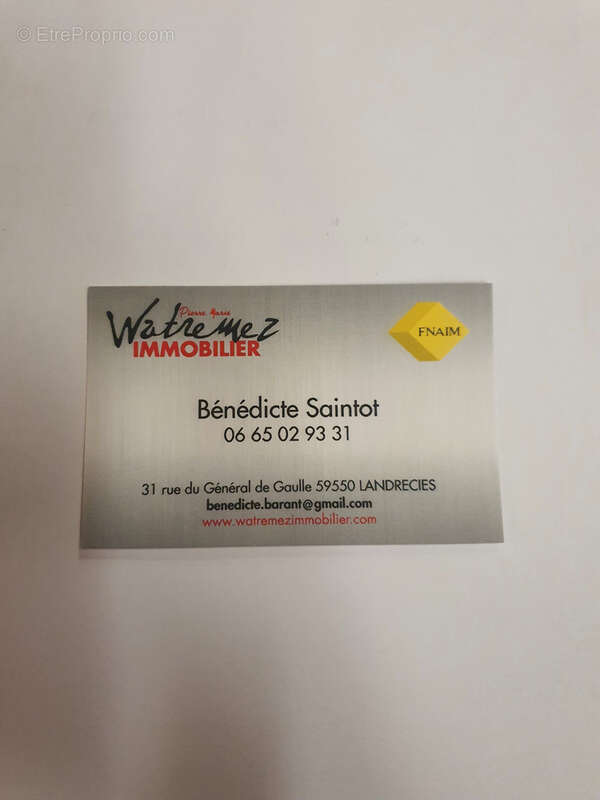 © EtreProprio.com
Pierre Marie
Watremez
IMMOBILIER
FNAIM
Bénédicte Saintot
06 65 02 93 31
31 rue du Général de Gaulle 59550 LANDRECIES
benedicte.barant@gmail.com
www.watremezimmobilier.com